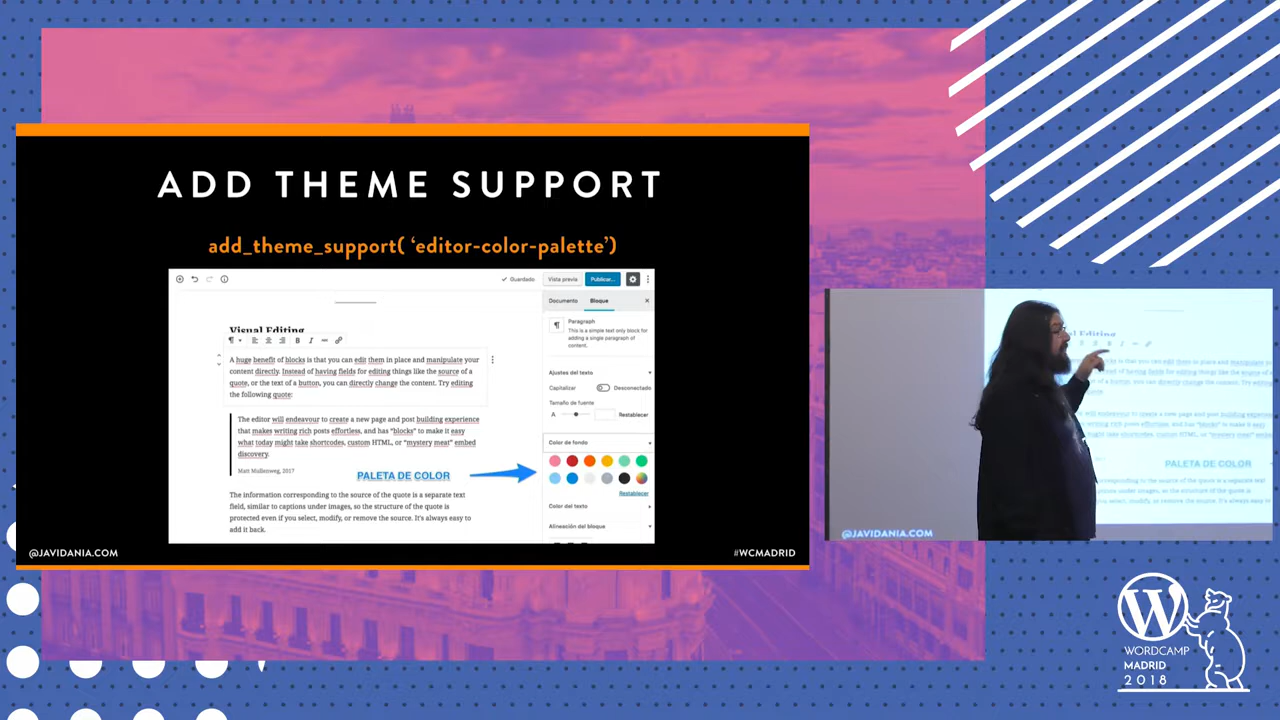 ADD THEME SUPPORT
add_theme_support( ‘editor-color-palette’)
Guardado
Vista previa
Publicar...
Documento
Bloque
Visual Editing
Paragraph
This is a simple text only block for
adding a single paragraph of
content.
A huge benefit of blocks is that you can edit them in place and manipulate your
content directly. Instead of having fields for editing things like the source of a
quote, or the text of a button, you can directly change the content. Try editing
the following quote:
The editor will endeavour to create a new page and post building experience
that makes writing rich posts effortless, and has “blocks” to make it easy
what today might take shortcodes, custom HTML, or “mystery meat” embed
discovery.
Matt Mullenweg, 2017
The information corresponding to the source of the quote is a separate text
field, similar to captions under images, so the structure of the quote is
protected even if you select, modify, or remove the source. It's always easy to
add it back.
Ajustes del texto
Capitalizar
Desconectado
Tamaño de fuente
A
Restablecer
Color de fondo
PALETA DE COLOR
Restablecer
Color del texto
Alineación del bloque
@JAVIDANIA.COM
#WCMADRID
Editing
PALETA DE COLOR
@JAVIDANIA.COM
WORDCAMP
MADRID
2018